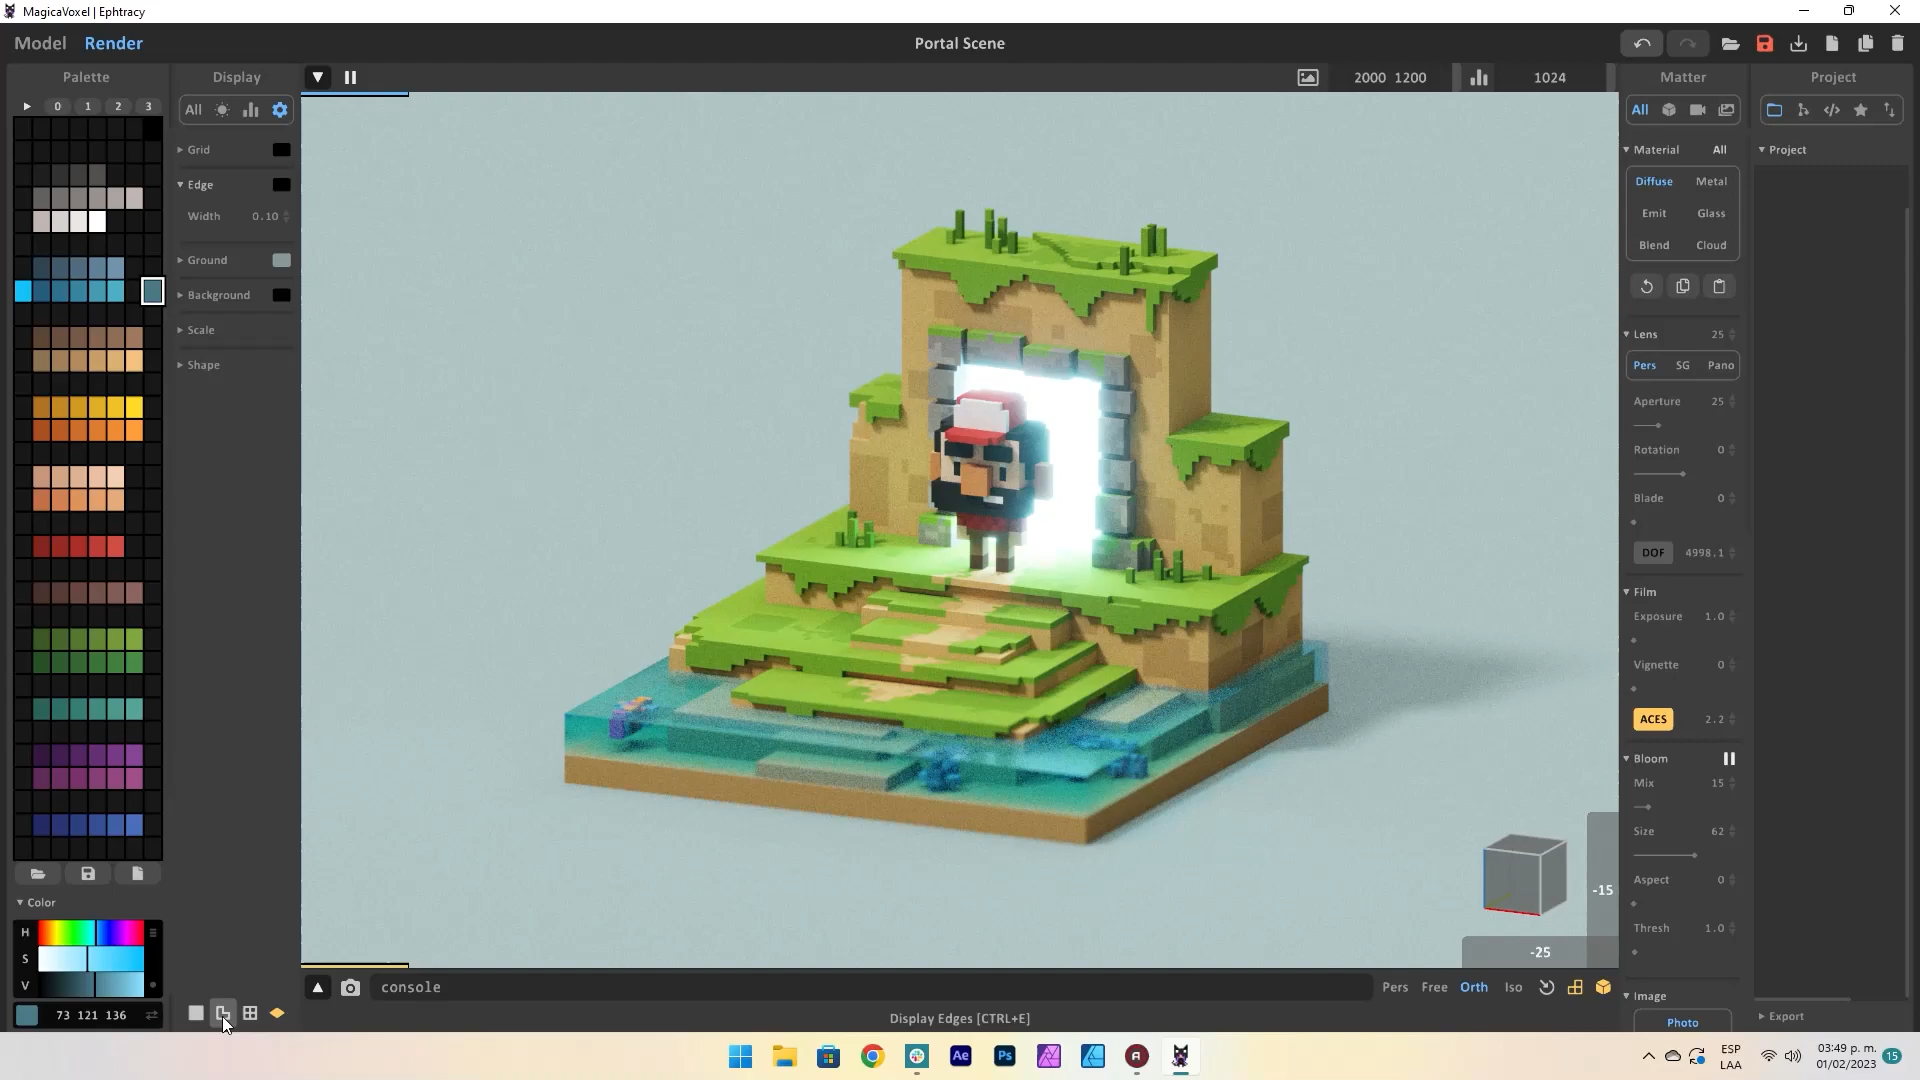 MagicaVoxel | Ephtracy
Model Render
Portal Scene
Palette
Display
2000 1200
1024
Matter
Project
0 1 2 3
All
All
Grid
Material All
Project
Edge
Diffuse Metal
Width 0.10
Emit Glass
Ground
Blend Cloud
Background
Scale
Lens 25
Shape
Pers SG Pano
Aperture 25
Rotation 0
Blade 0
DOF 4998.1
Film
Exposure 1.0
Vignette 0
ACES 2.2
Bloom
Mix 15
Size 62
Aspect 0
-15
Color
H
Thresh 1.0
-25
S
V
console
Pers Free Orth Iso
Image
73 121 136
Display Edges [CTRL+E]
Photo
Export
Ae
Ps
ESP
LAA
03:49 p. m.
01/02/2023
15